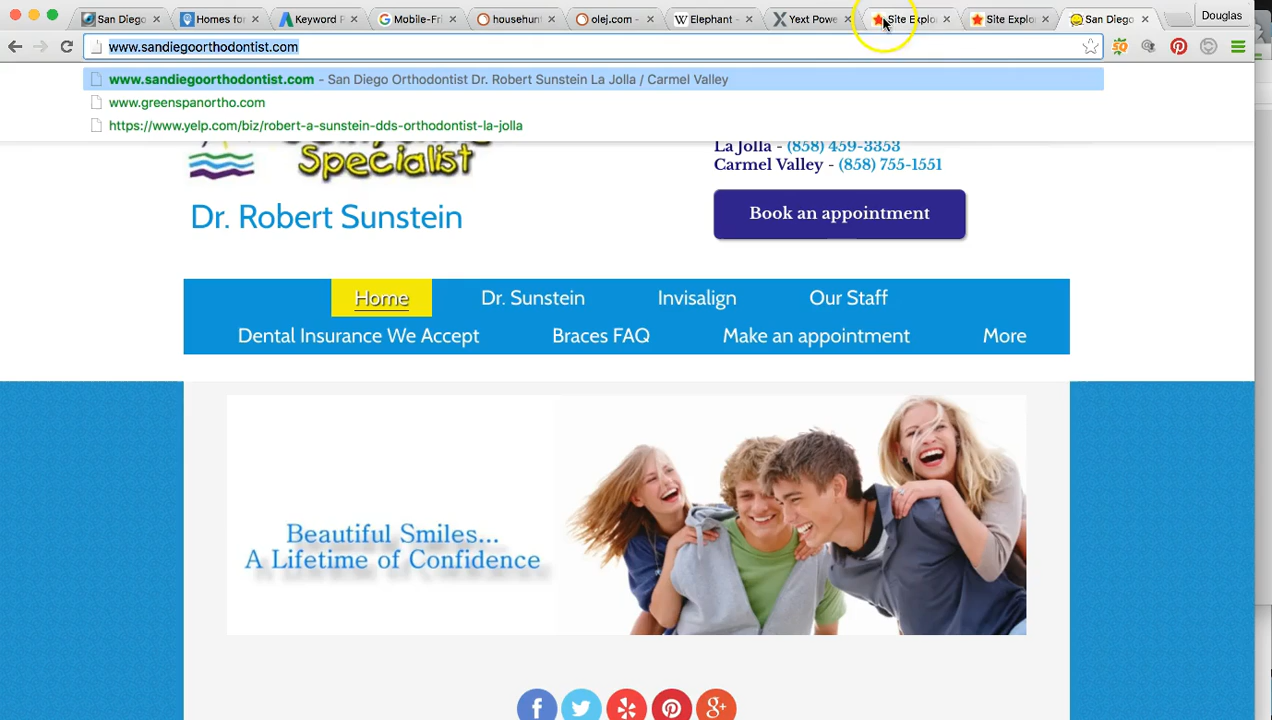 San Diego
Homes for
Keyword P
Mobile-Fri
househun
olej.com -
Elephant -
Yext Powe
Site Explo
Site Explo
San Diego
Douglas
www.sandiegoorthodontist.com
www.sandiegoorthodontist.com - San Diego Orthodontist Dr. Robert Sunstein La Jolla / Carmel Valley
www.greenspanortho.com
https://www.yelp.com/biz/robert-a-sunstein-dds-orthodontist-la-jolla
Specialist
La Jolla - (858) 459-3353
Carmel Valley - (858) 755-1551
Dr. Robert Sunstein
Book an appointment
Home Dr. Sunstein Invisalign Our Staff
Dental Insurance We Accept Braces FAQ Make an appointment More
Beautiful Smiles...
A Lifetime of Confidence